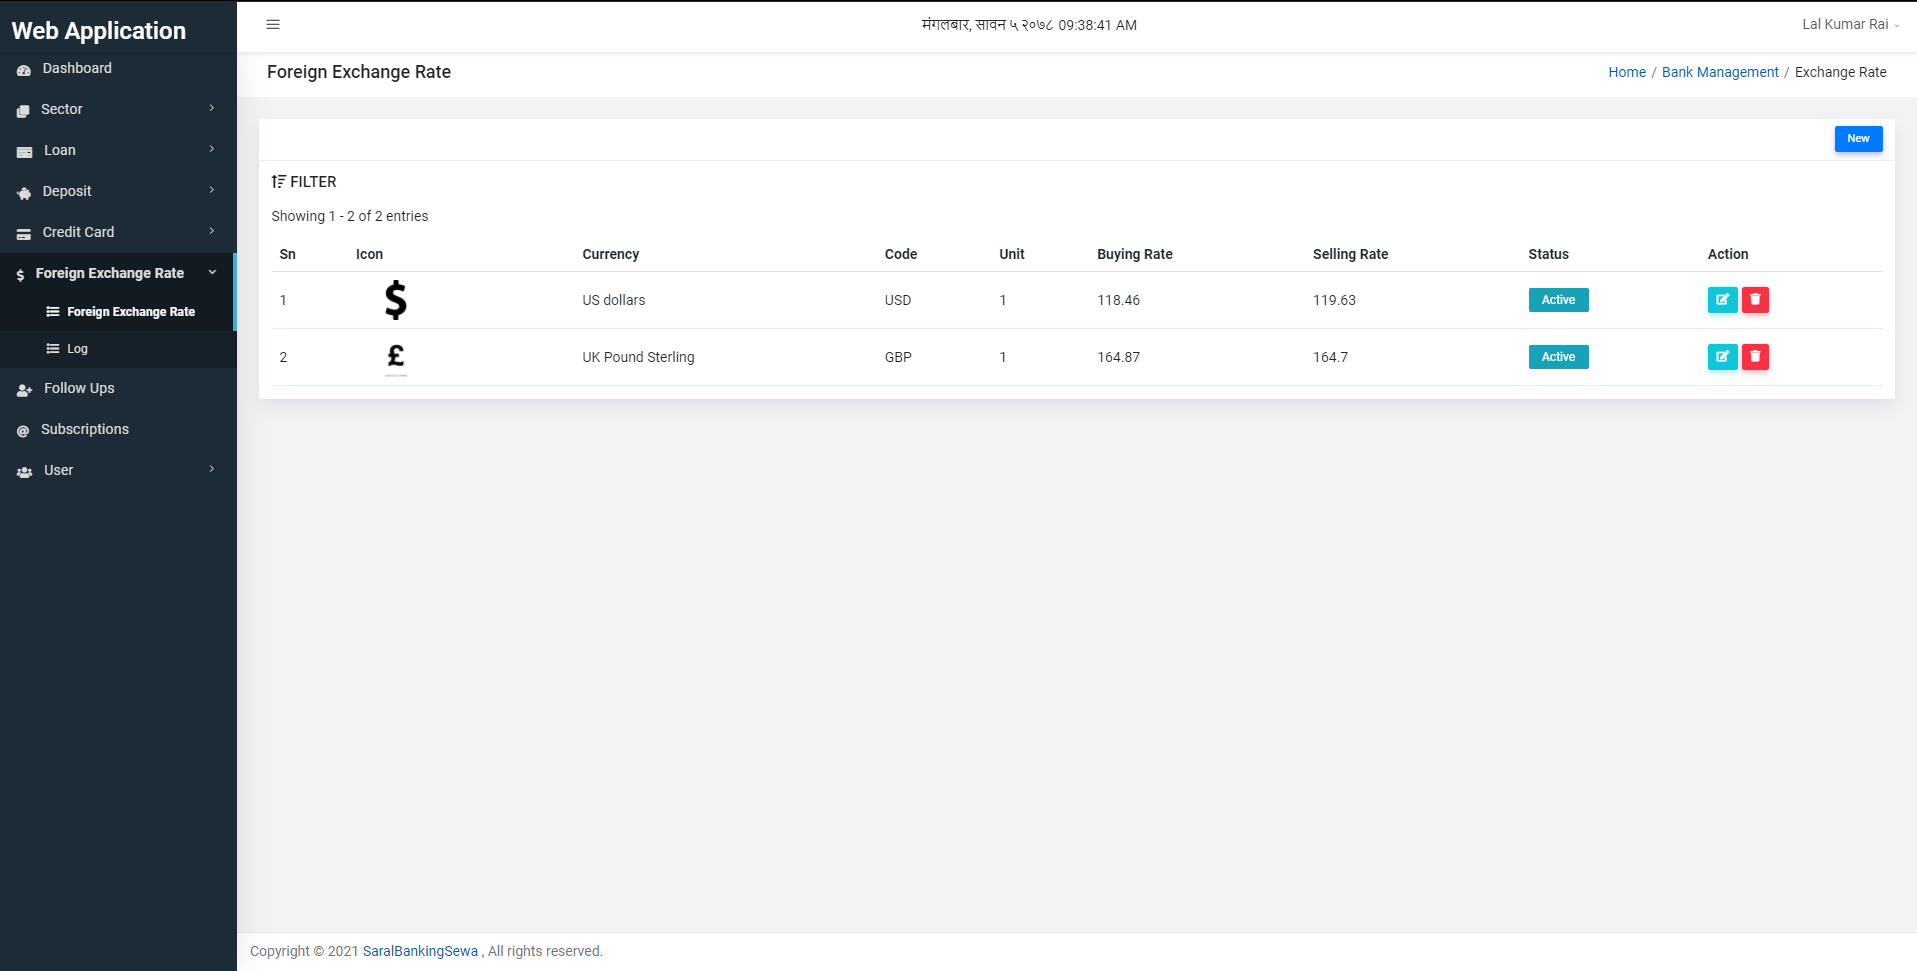 Web Application
Dashboard
Sector
Loan
Deposit
Credit Card
Foreign Exchange Rate
Foreign Exchange Rate
Log
Follow Ups
Subscriptions
User
मंगलबार, सावन ५ २०७८ 09:38:41 AM
Lal Kumar Rai
Foreign Exchange Rate
Home / Bank Management / Exchange Rate
New
FILTER
Showing 1 - 2 of 2 entries
Sn Icon Currency Code Unit Buying Rate Selling Rate Status Action
1 $ US dollars USD 1 118.46 119.63 Active
2 £ UK Pound Sterling GBP 1 164.87 164.7 Active
Copyright © 2021 SaralBankingSewa , All rights reserved.